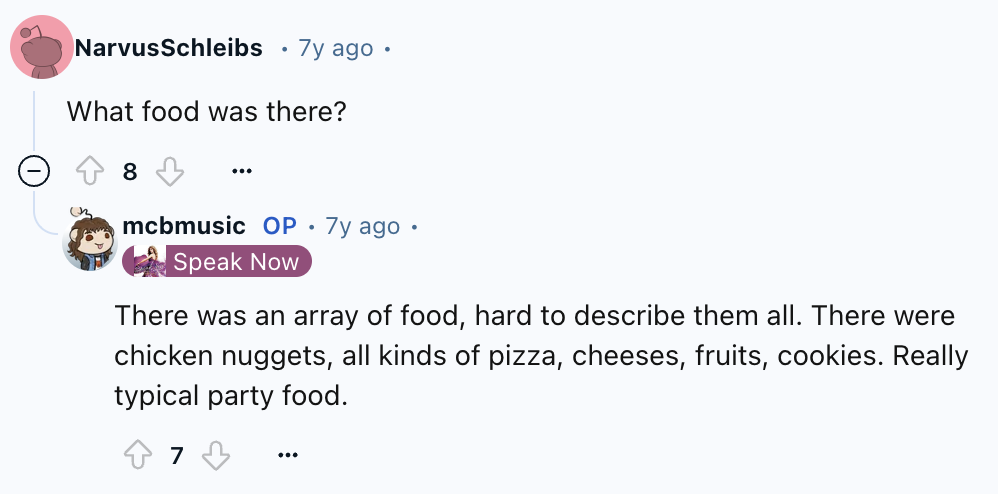 NarvusSchleibs • 7y ago •
What food was there?
8 ...
mcbmusic OP • 7y ago •
Speak Now
There was an array of food, hard to describe them all. There were
chicken nuggets, all kinds of pizza, cheeses, fruits, cookies. Really
typical party food.
7 ...